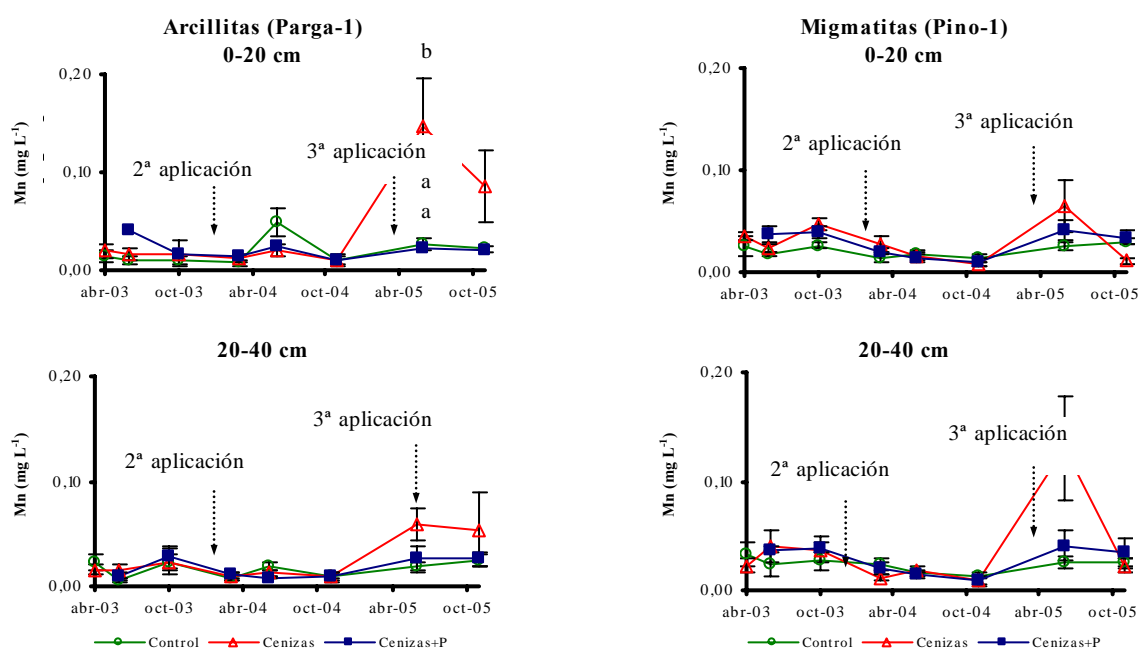 Arcillitas (Parga-1)
0-20 cm
b
0,20
0,10
0,00
Mn (mg L-1)
2ª aplicación
3ª aplicación
a
a
abr-03 oct-03 abr-04 oct-04 abr-05 oct-05
Migmatitas (Pino-1)
0-20 cm
0,20
0,10
0,00
Mn (mg L-1)
2ª aplicación
3ª aplicación
abr-03 oct-03 abr-04 oct-04 abr-05 oct-05
20-40 cm
0,20
0,10
0,00
Mn (mg L-1)
2ª aplicación
3ª aplicación
abr-03 oct-03 abr-04 oct-04 abr-05 oct-05
Control Cenizas Cenizas+P
20-40 cm
0,20
0,10
0,00
Mn (mg L-1)
2ª aplicación
3ª aplicación
abr-03 oct-03 abr-04 oct-04 abr-05 oct-05
Control Cenizas Cenizas+P